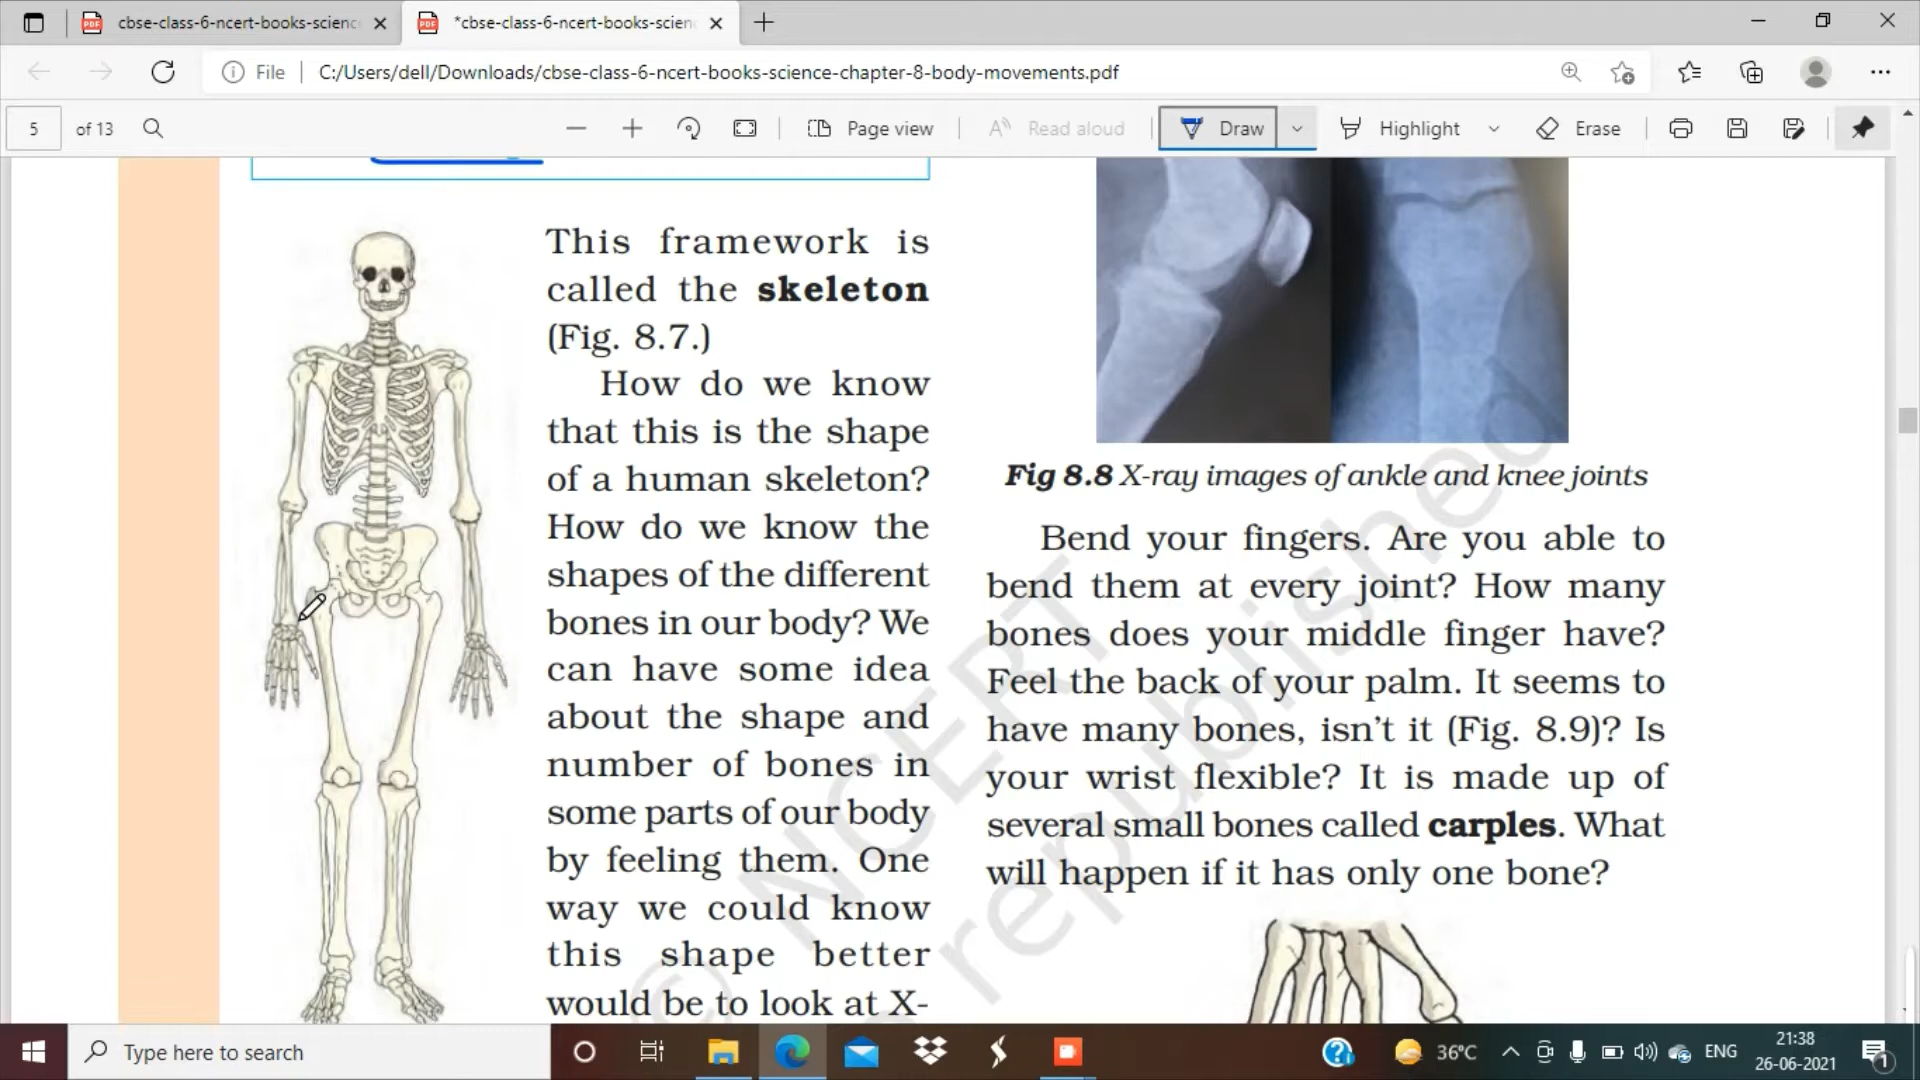 cbse-class-6-ncert-books-science
*cbse-class-6-ncert-books-scien
File
C:/Users/dell/Downloads/cbse-class-6-ncert-books-science-chapter-8-body-movements.pdf
5 of 13
Page view
Read aloud
Draw
Highlight
Erase
This framework is
called the skeleton
(Fig. 8.7.)
How do we know
that this is the shape
of a human skeleton?
How do we know the
shapes of the different
bones in our body? We
can have some idea
about the shape and
number of bones in
some parts of our body
by feeling them. One
way we could know
this shape better
would be to look at X-
Fig 8.8 X-ray images of ankle and knee joints
Bend your fingers. Are you able to
bend them at every joint? How many
bones does your middle finger have?
Feel the back of your palm. It seems to
have many bones, isn't it (Fig. 8.9)? Is
your wrist flexible? It is made up of
several small bones called carples. What
will happen if it has only one bone?
© NCERT
republished
Type here to search
36°C
ENG
21:38
26-06-2021
1